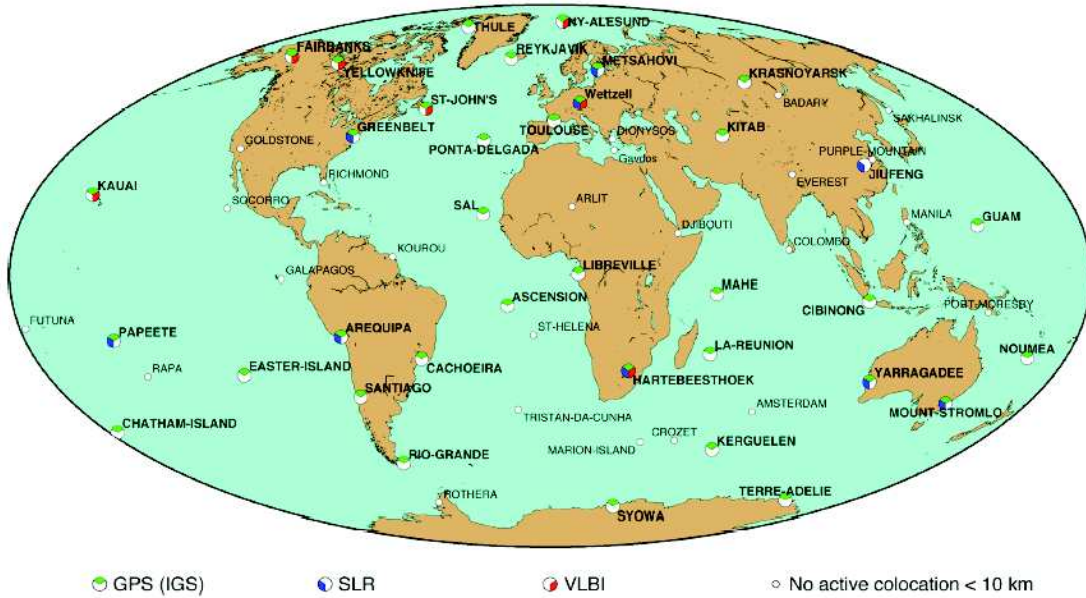 THULE
NY-ALESUND
FAIRBANKS
REYKJAVIK
METSAHOVI
YELLOWKNIFE
KRASNOYARSK
BADARY
ST-JOHN'S
Wettzell
SAKHALINSK
GREENBELT
TOULOUSE
DIONYSOS
KITAB
GOLDSTONE
PONTA-DELGADA
Gavdos
PURPLE-MOUNTAIN
JIUFENG
RICHMOND
EVEREST
KAUAI
SOCORRO
SAL
ARLIT
MANILA
GUAM
DJIBOUTI
COLOMBO
KOUROU
GALAPAGOS
LIBREVILLE
MAHE
ASCENSION
CIBINONG
PORT-MORESBY
FUTUNA
PAPEETE
AREQUIPA
ST-HELENA
LA-REUNION
NOUMEA
RAPA
EASTER-ISLAND
CACHOEIRA
HARTEBEESTHOEK
YARRAGADEE
SANTIAGO
CHATHAM-ISLAND
TRISTAN-DA-CUNHA
AMSTERDAM
MOUNT-STROMLO
MARION-ISLAND
CROZET
KERGUELEN
RIO-GRANDE
ROTHERA
TERRE-ADELIE
SYOWA
GPS (IGS)
SLR
VLBI
No active colocation < 10 km